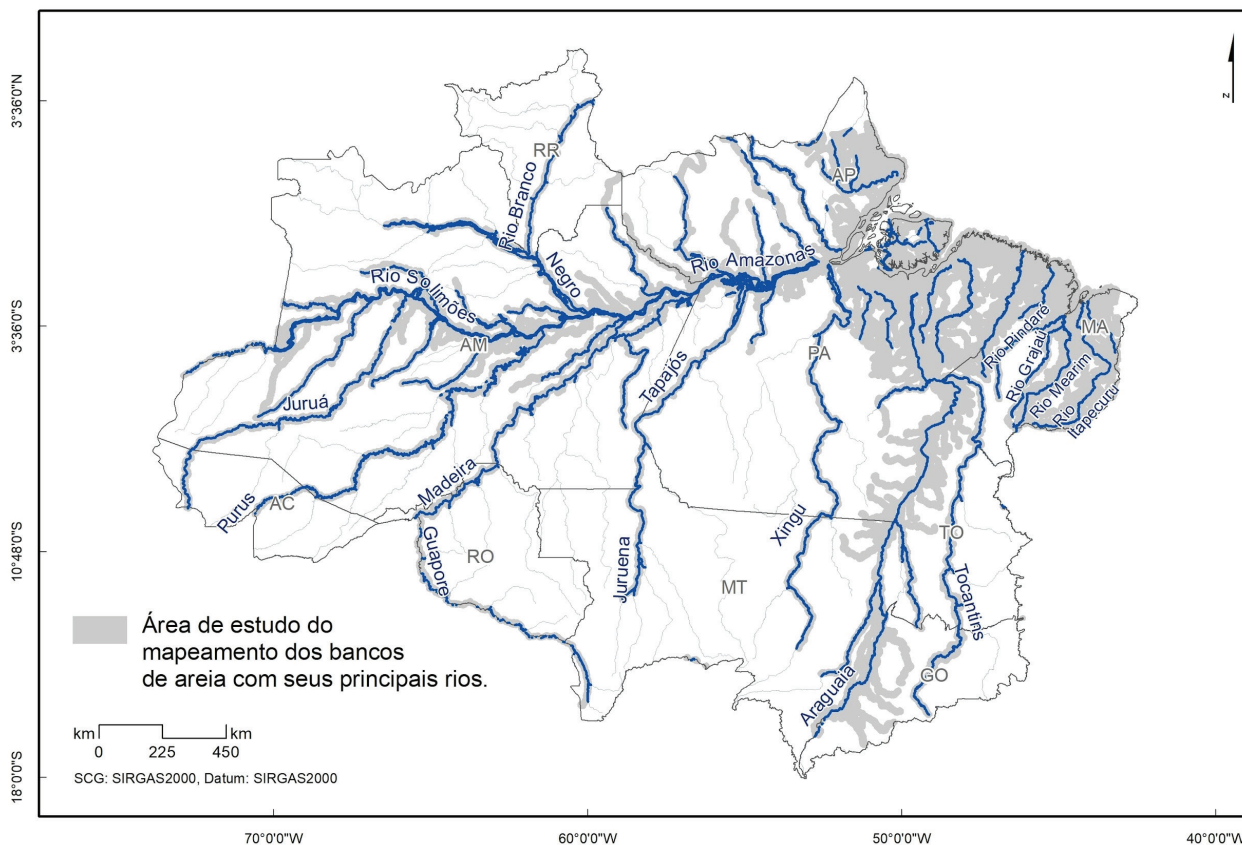 3°36'0"N
3°36'0"S
10°48'0"S
18°0'0"S
z
RR
AP
Rio Branco
Negro
Rio Amazonas
Rio Solimões
AM
PA
MA
Rio Pindaré
Rio Grajaú
Rio Mearim
Rio
Itapecuru
Tapajós
Juruá
Purus
AC
Madeira
Guapore
RO
Juruena
MT
Xingu
TO
Tocantins
Araguaia
GO
Área de estudo do
mapeamento dos bancos
de areia com seus principais rios.
km km
0 225 450
SCG: SIRGAS2000, Datum: SIRGAS2000
70°0'0"W 60°0'0"W 50°0'0"W 40°0'0"W